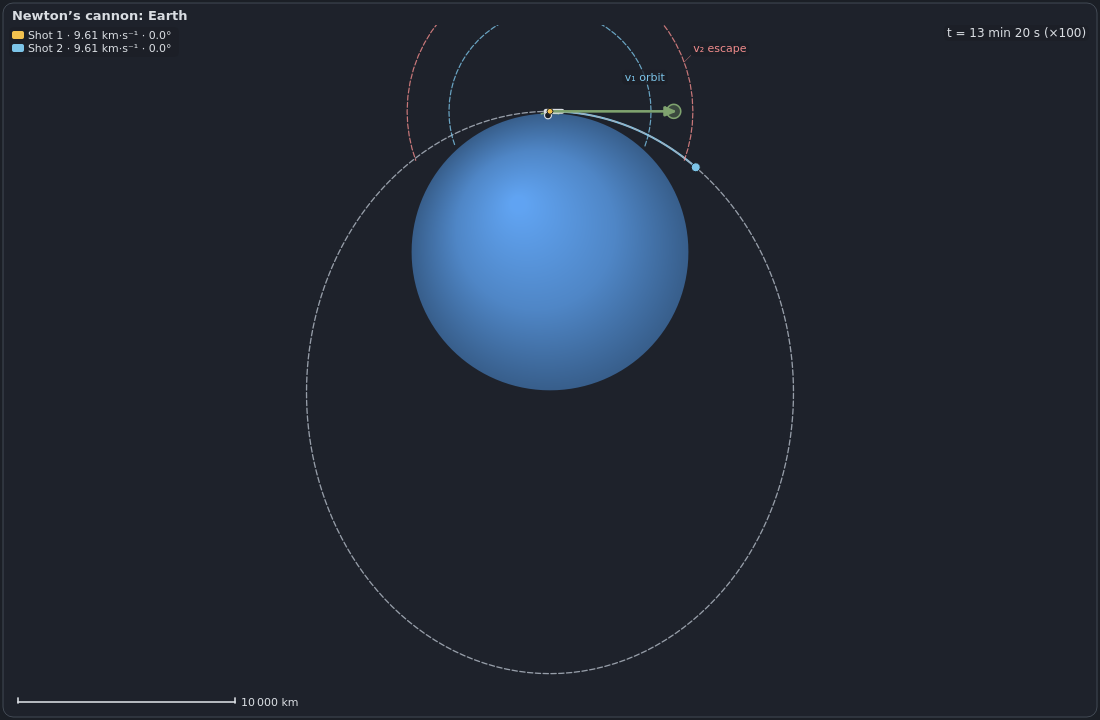 Newton's cannon: Earth
Shot 1 · 9.61 km·s⁻¹ · 0.0°
Shot 2 · 9.61 km·s⁻¹ · 0.0°
t = 13 min 20 s (×100)
v₂ escape
v₁ orbit
10 000 km